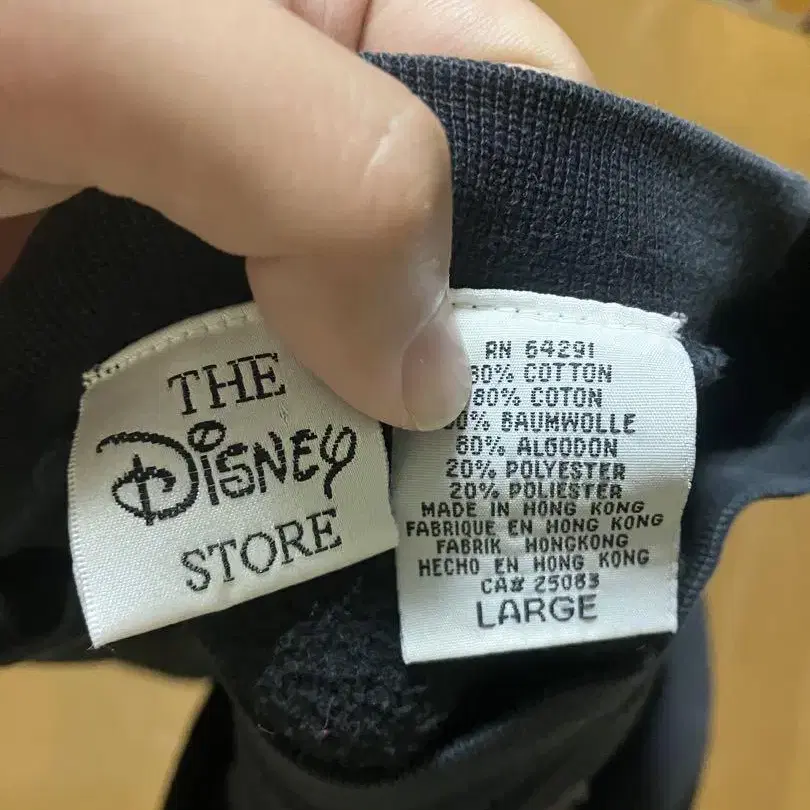 THE
Disney
STORE
RN 64291
80% COTTON
80% COTON
80% BAUMWOLLE
80% ALGODON
20% POLYESTER
20% POLIESTER
MADE IN HONG KONG
FABRIQUE EN HONG KONG
FABRIK HONGKONG
HECHO EN HONG KONG
CA# 25083
LARGE